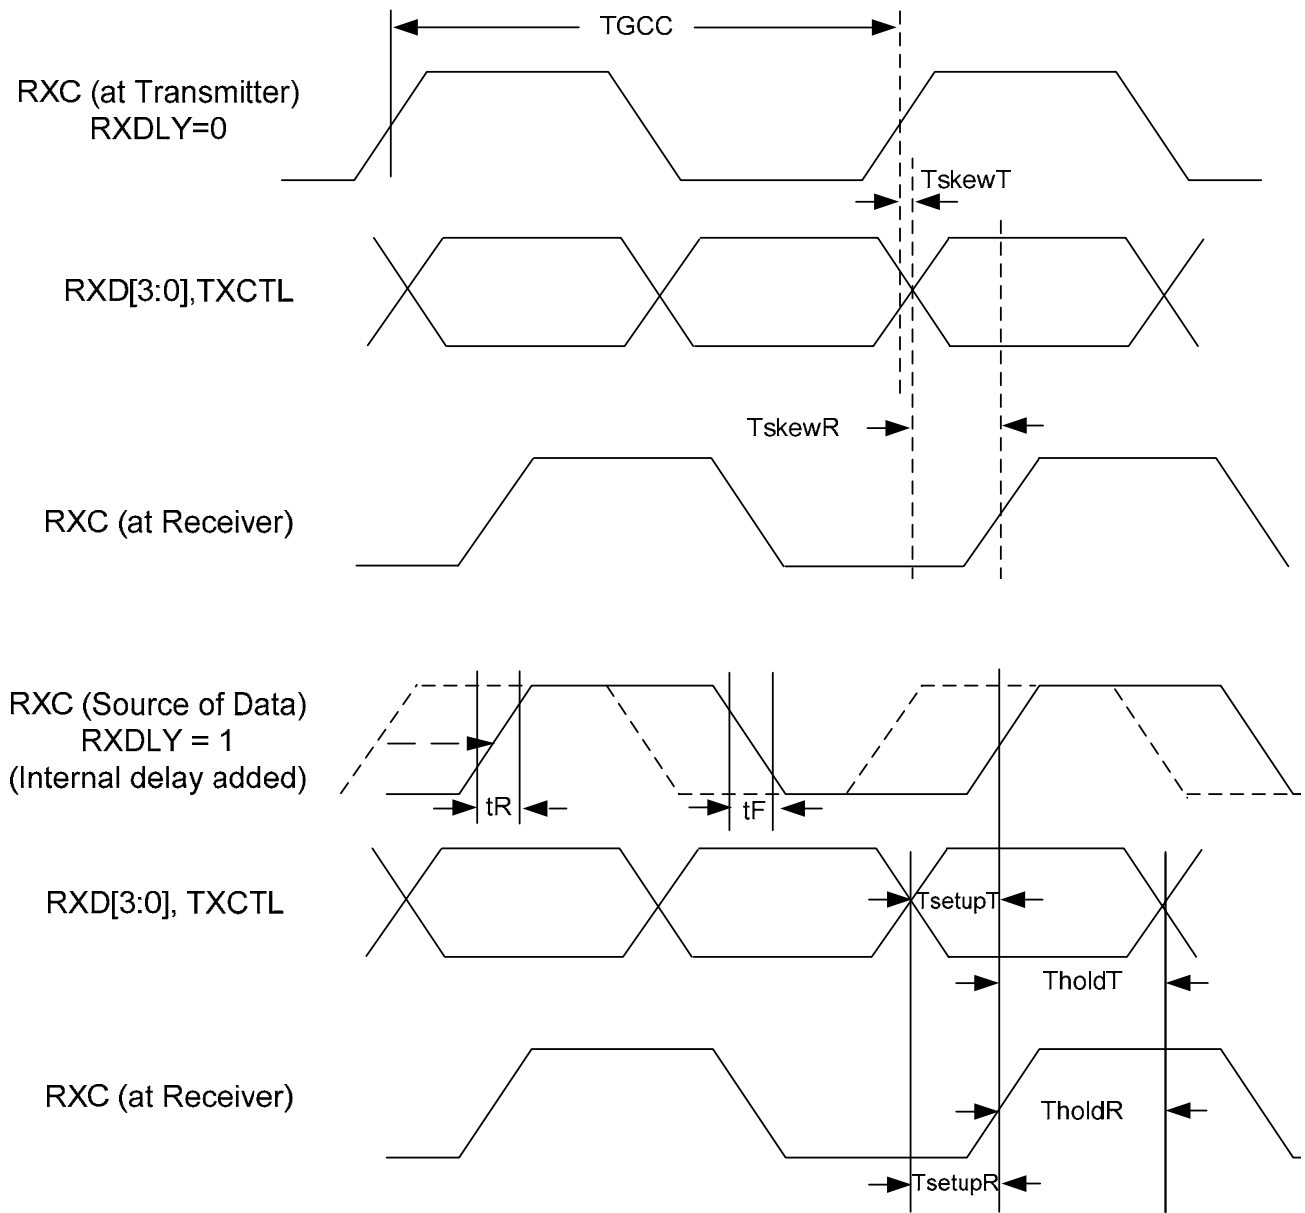 TGCC
RXC (at Transmitter)
RXDLY=0
TskewT
RXD[3:0],TXCTL
TskewR
RXC (at Receiver)
RXC (Source of Data)
RXDLY = 1
(Internal delay added)
tR
tF
RXD[3:0], TXCTL
TsetupT
TholdT
RXC (at Receiver)
TholdR
TsetupR